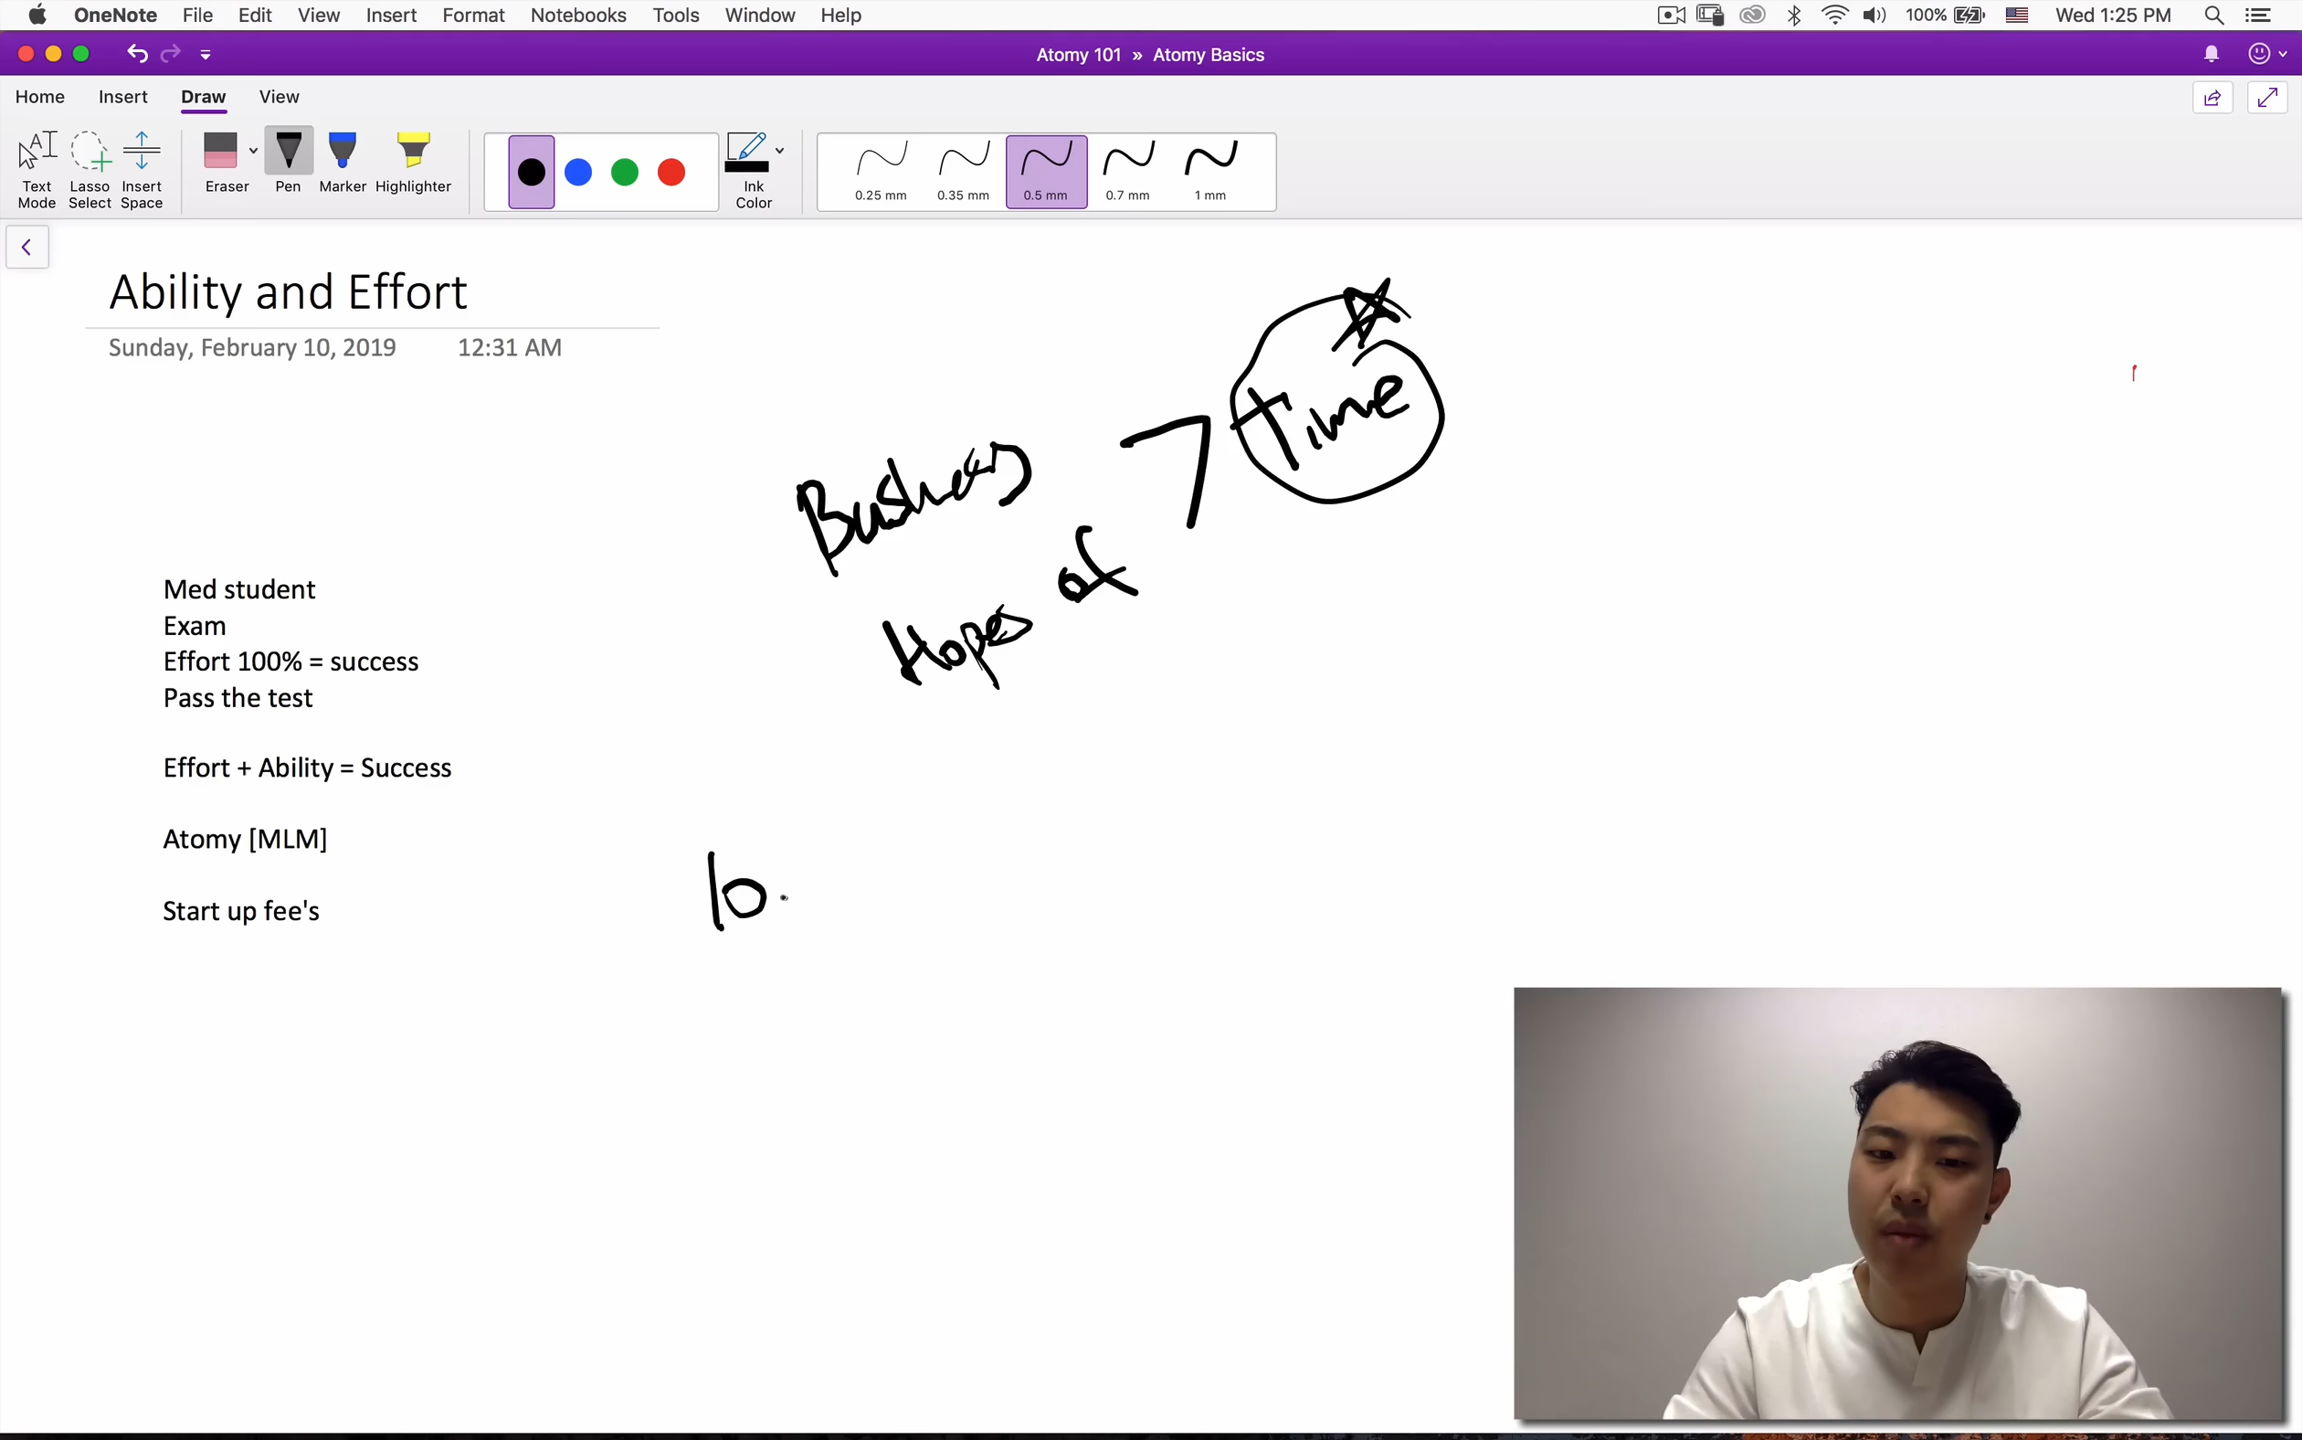 OneNote File Edit View Insert Format Notebooks Tools Window Help 100% Wed 1:25 PM
Atomy 101 » Atomy Basics
Home Insert Draw View
Text Mode
Lasso Select
Insert Space
Eraser
Pen
Marker
Highlighter
Ink Color
0.25 mm
0.35 mm
0.5 mm
0.7 mm
1 mm
Ability and Effort
Sunday, February 10, 2019 12:31 AM
time
Business
Hopes of
Med student
Exam
Effort 100% = success
Pass the test
Effort + Ability = Success
Atomy [MLM]
Start up fee's
10.